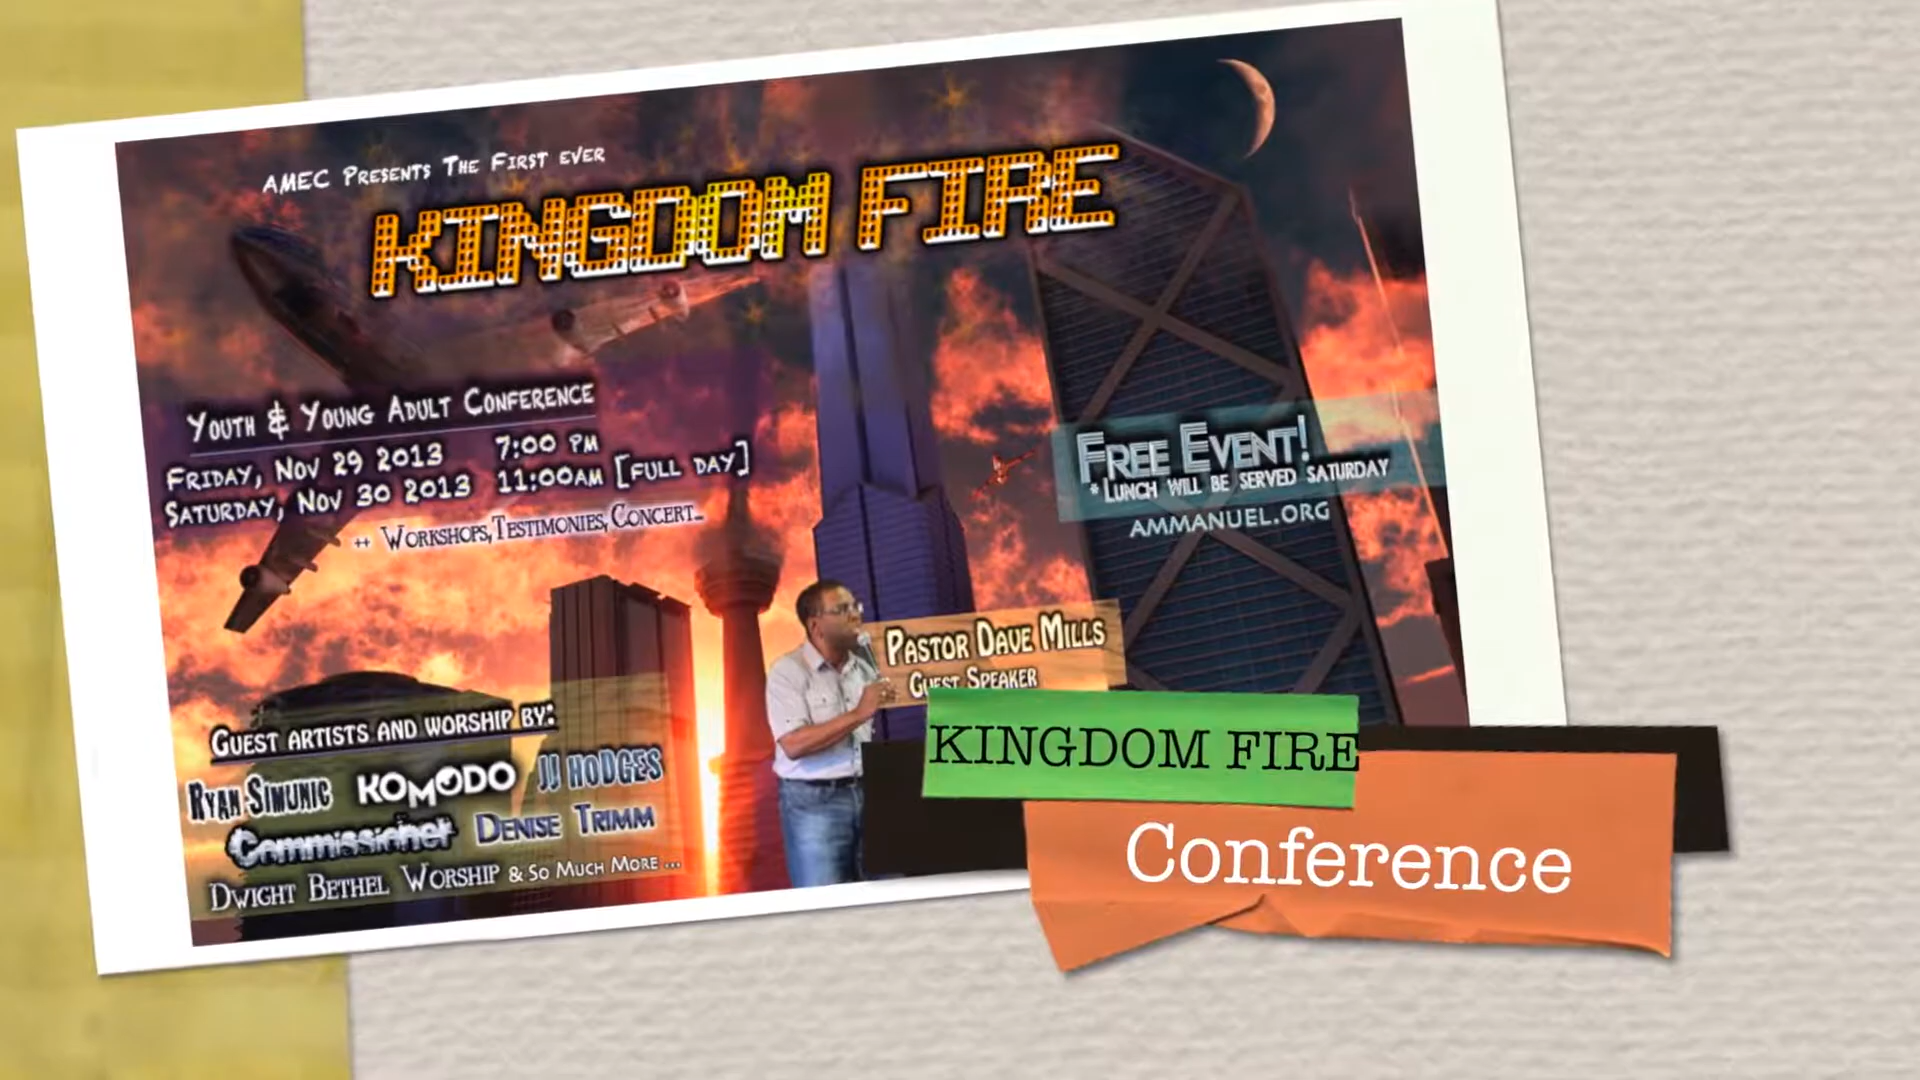 AMEC PRESENTS THE FIRST EVER
KINGDOM FIRE
YOUTH & YOUNG ADULT CONFERENCE
FRIDAY, NOV 29 2013 7:00 PM
SATURDAY, NOV 30 2013 11:00AM [FULL DAY]
++ WORKSHOPS, TESTIMONIES, CONCERT...
FREE EVENT!
* LUNCH WILL BE SERVED SATURDAY
AMMANUEL.ORG
PASTOR DAVE MILLS
GUEST SPEAKER
GUEST ARTISTS AND WORSHIP BY:
RYAN SIMUNIC KOMODO JJ HODGES
Commissioner DENISE TRIMM
DWIGHT BETHEL WORSHIP & SO MUCH MORE ...
KINGDOM FIRE
Conference